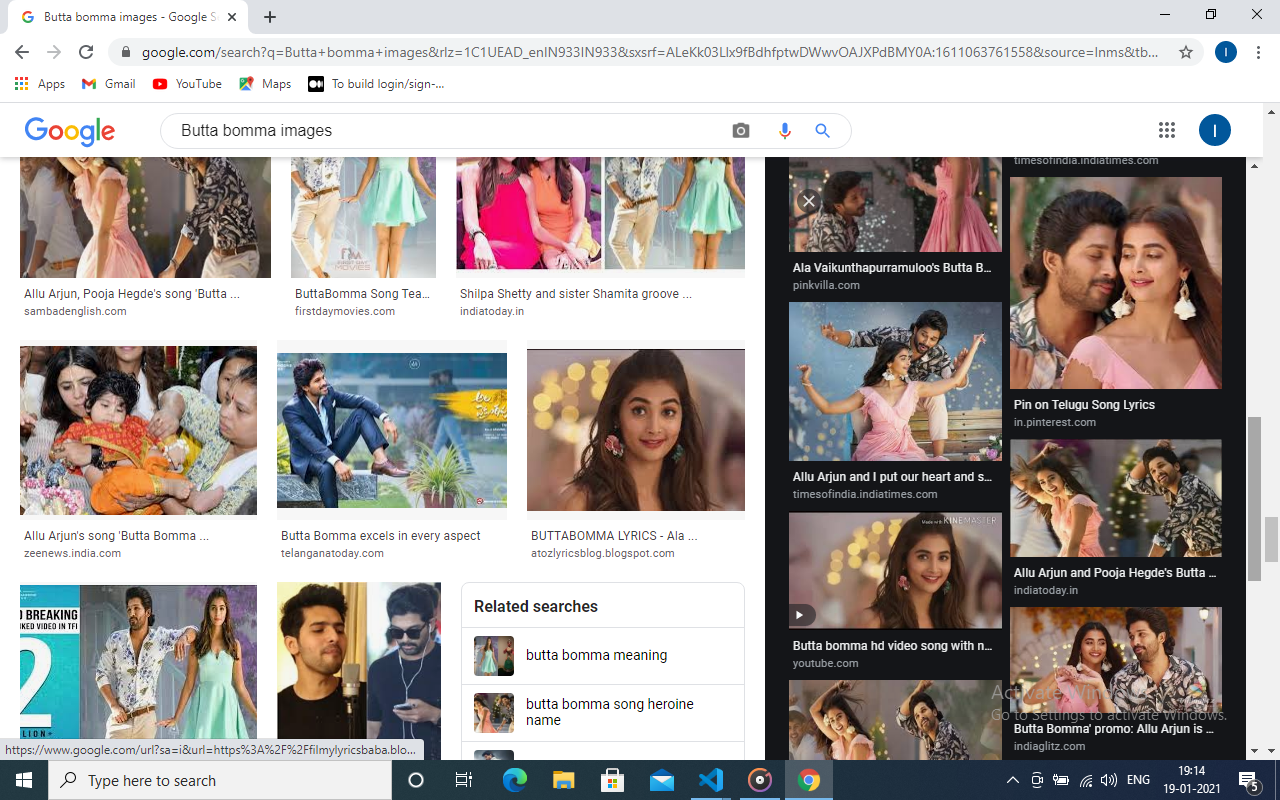 Butta bomma images - Google S
google.com/search?q=Butta+bomma+images&rlz=1C1UEAD_enIN933IN933&sxsrf=ALeKk03LIx9fBdhfptwDWwvOAJXPdBMY0A:1611063761558&source=lnms&tb...
Apps
Gmail
YouTube
Maps
To build login/sign-...
Google
Butta bomma images
I
I
MOVIES
Allu Arjun, Pooja Hegde's song 'Butta ...
sambadenglish.com
ButtaBomma Song Tea...
firstdaymovies.com
Shilpa Shetty and sister Shamita groove ...
indiatoday.in
Allu Arjun's song 'Butta Bomma ...
zeenews.india.com
Butta Bomma excels in every aspect
telanganatoday.com
BUTTABOMMA LYRICS - Ala ...
atozlyricsblog.blogspot.com
D BREAKING
KED VIDEO IN TFI
2
LLION+
Related searches
butta bomma meaning
butta bomma song heroine
name
https://www.google.com/url?sa=i&url=https%3A%2F%2Ffilmylyricsbaba.blo...
timesofindia.indiatimes.com
Ala Vaikunthapurramuloo's Butta B...
pinkvilla.com
Pin on Telugu Song Lyrics
in.pinterest.com
Allu Arjun and I put our heart and s...
timesofindia.indiatimes.com
Made with KINEMASTER
Allu Arjun and Pooja Hegde's Butta ...
indiatoday.in
Butta bomma hd video song with n...
youtube.com
Activate Windows
Go to Settings to activate Windows.
Butta Bomma' promo: Allu Arjun is ...
indiaglitz.com
Type here to search
ENG
19:14
19-01-2021
5